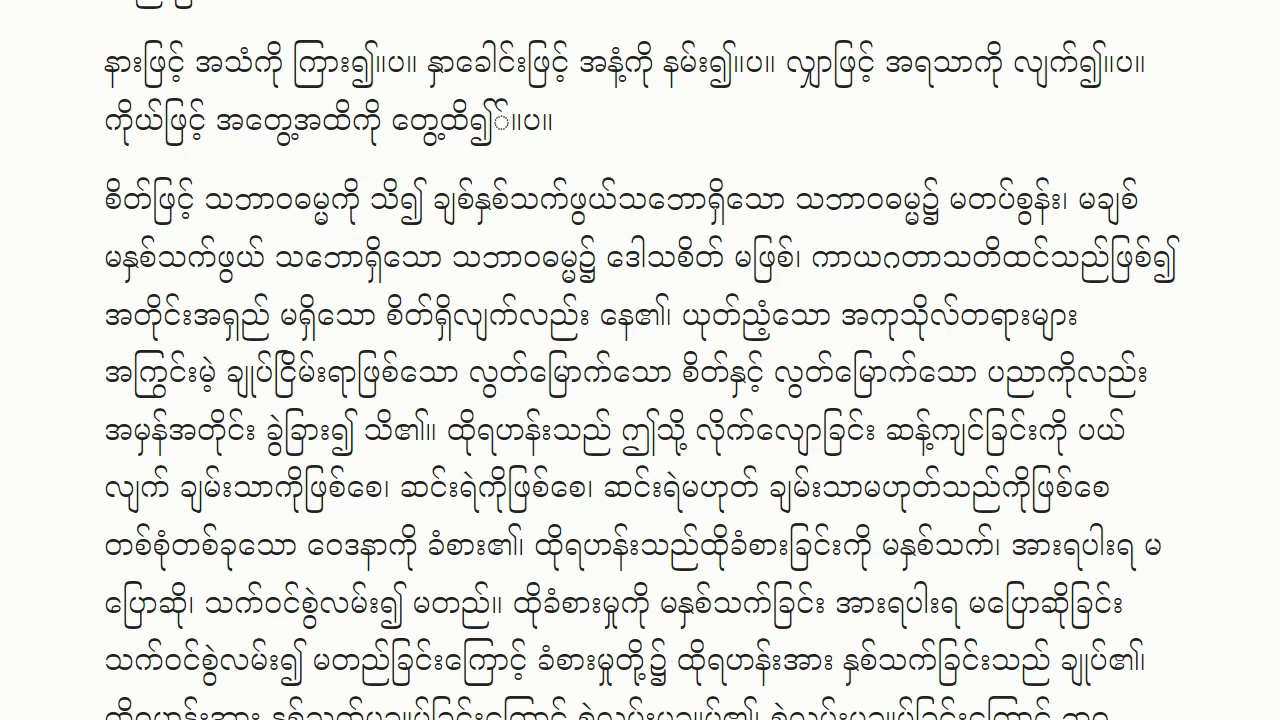 နားဖြင့် အသံကို ကြား၍။ပ။ နှာခေါင်းဖြင့် အနံ့ကို နမ်း၍။ပ။ လျှာဖြင့် အရသာကို လျက်၍။ပ။
ကိုယ်ဖြင့် အတွေ့အထိကို တွေ့ထိ၍်။ပ။
စိတ်ဖြင့် သဘာဝဓမ္မကို သိ၍ ချစ်နှစ်သက်ဖွယ်သဘောရှိသော သဘာဝဓမ္မ၌ မတပ်စွန်း၊ မချစ်
မနှစ်သက်ဖွယ် သဘောရှိသော သဘာဝဓမ္မ၌ ဒေါသစိတ် မဖြစ်၊ ကာယဂတာသတိထင်သည်ဖြစ်၍
အတိုင်းအရှည် မရှိသော စိတ်ရှိလျက်လည်း နေ၏၊ ယုတ်ညံ့သော အကုသိုလ်တရားများ
အကြွင်းမဲ့ ချုပ်ငြိမ်းရာဖြစ်သော လွတ်မြောက်သော စိတ်နှင့် လွတ်မြောက်သော ပညာကိုလည်း
အမှန်အတိုင်း ခွဲခြား၍ သိ၏။ ထိုရဟန်းသည် ဤသို့ လိုက်လျောခြင်း ဆန့်ကျင်ခြင်းကို ပယ်
လျက် ချမ်းသာကိုဖြစ်စေ၊ ဆင်းရဲကိုဖြစ်စေ၊ ဆင်းရဲမဟုတ် ချမ်းသာမဟုတ်သည်ကိုဖြစ်စေ
တစ်စုံတစ်ခုသော ဝေဒနာကို ခံစား၏၊ ထိုရဟန်းသည်ထိုခံစားခြင်းကို မနှစ်သက်၊ အားရပါးရ မ
ပြောဆို၊ သက်ဝင်စွဲလမ်း၍ မတည်။ ထိုခံစားမှုကို မနှစ်သက်ခြင်း အားရပါးရ မပြောဆိုခြင်း
သက်ဝင်စွဲလမ်း၍ မတည်ခြင်းကြောင့် ခံစားမှုတို့၌ ထိုရဟန်းအား နှစ်သက်ခြင်းသည် ချုပ်၏၊